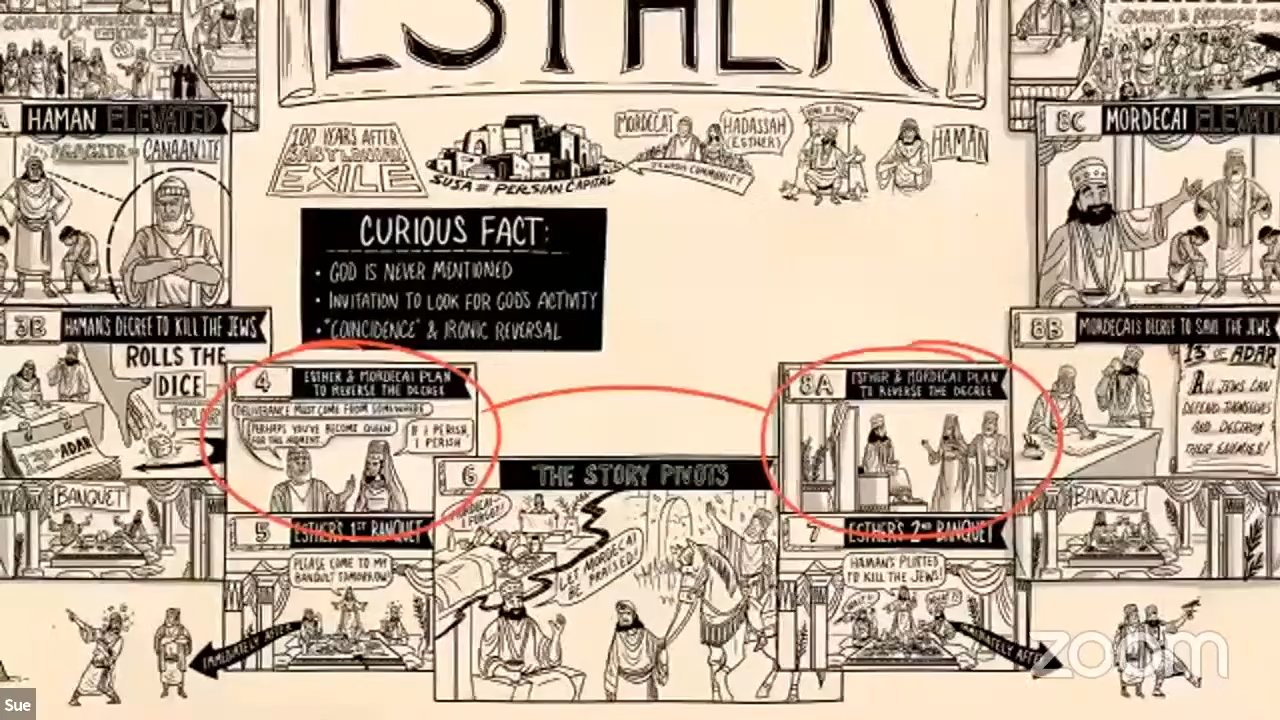 ESTHER
100 YEARS AFTER
BABYLONIAN
EXILE
SUSA = PERSIAN CAPITAL
MORDECAI
HADASSAH
(ESTHER)
JEWISH COMMUNITY
HAMAN
CURIOUS FACT:
• GOD IS NEVER MENTIONED
• INVITATION TO LOOK FOR GOD'S ACTIVITY
• "COINCIDENCE" & IRONIC REVERSAL
HAMAN ELEVATED
AGAGITE =
CANAANITE
3B HAMAN'S DECREE TO KILL THE JEWS
ROLLS THE
DICE
ADAR
BANQUET
4 ESTHER & MORDECAI PLAN
TO REVERSE THE DECREE
DELIVERANCE MUST COME FROM SOMEWHERE
PERHAPS YOU'VE BECOME QUEEN
FOR THIS MOMENT.
IF I PERISH,
I PERISH
5 ESTHER'S 1ST BANQUET
PLEASE COME TO MY
BANQUET TOMORROW!
IMMEDIATELY AFTER
6 THE STORY PIVOTS
LET MORDECAI
BE PRAISED!
8C MORDECAI ELEVAT
8B MORDECAI'S DECREE TO SAVE THE JEWS
13 OF ADAR
ALL JEWS CAN
DEFEND THEMSELVES
AND DESTROY
THEIR ENEMIES!
BANQUET
8A ESTHER & MORDECAI PLAN
TO REVERSE THE DECREE
7 ESTHER'S 2ND BANQUET
HAMAN'S PLOTTED
TO KILL THE JEWS!
zoom
Sue